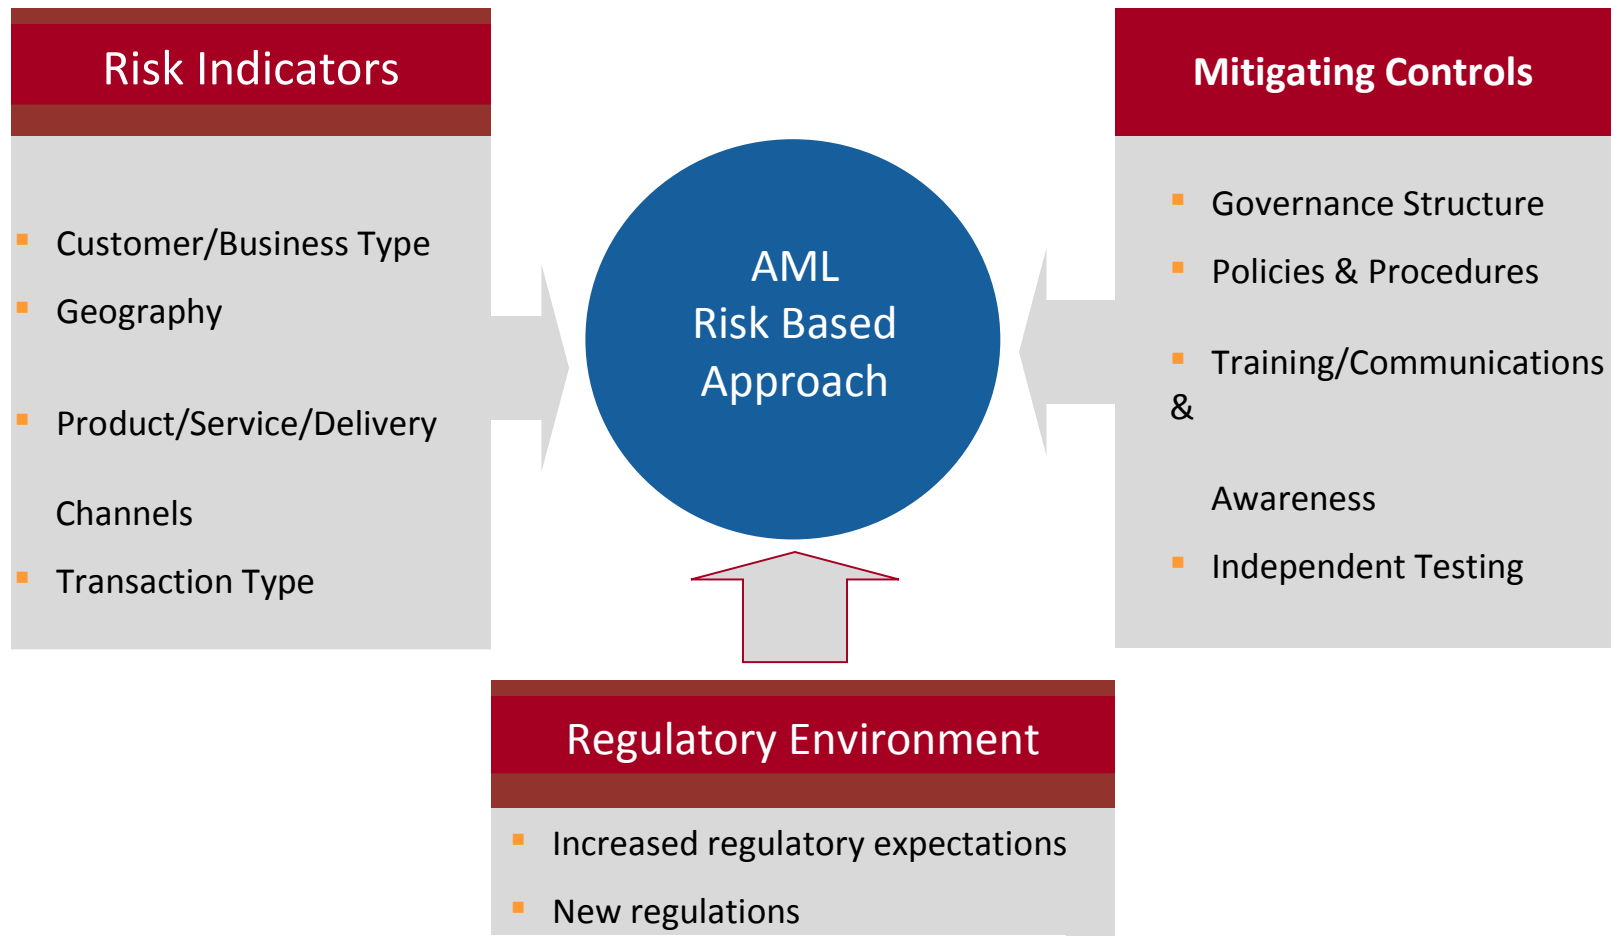 Risk Indicators
▪ Customer/Business Type
▪ Geography
▪ Product/Service/Delivery
Channels
▪ Transaction Type
AML
Risk Based
Approach
Mitigating Controls
▪ Governance Structure
▪ Policies & Procedures
▪ Training/Communications
&
Awareness
▪ Independent Testing
Regulatory Environment
▪ Increased regulatory expectations
▪ New regulations